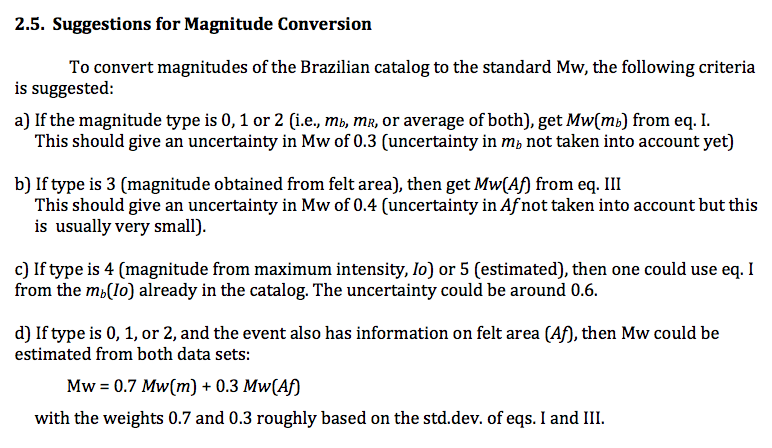 2.5. Suggestions for Magnitude Conversion
To convert magnitudes of the Brazilian catalog to the standard Mw, the following criteria
is suggested:
a) If the magnitude type is 0, 1 or 2 (i.e., mb, mR, or average of both), get Mw(mb) from eq. I.
This should give an uncertainty in Mw of 0.3 (uncertainty in mb not taken into account yet)
b) If type is 3 (magnitude obtained from felt area), then get Mw(Af) from eq. III
This should give an uncertainty in Mw of 0.4 (uncertainty in Af not taken into account but this
is usually very small).
c) If type is 4 (magnitude from maximum intensity, Io) or 5 (estimated), then one could use eq. I
from the mb(Io) already in the catalog. The uncertainty could be around 0.6.
d) If type is 0, 1, or 2, and the event also has information on felt area (Af), then Mw could be
estimated from both data sets:
Mw = 0.7 Mw(m) + 0.3 Mw(Af)
with the weights 0.7 and 0.3 roughly based on the std.dev. of eqs. I and III.